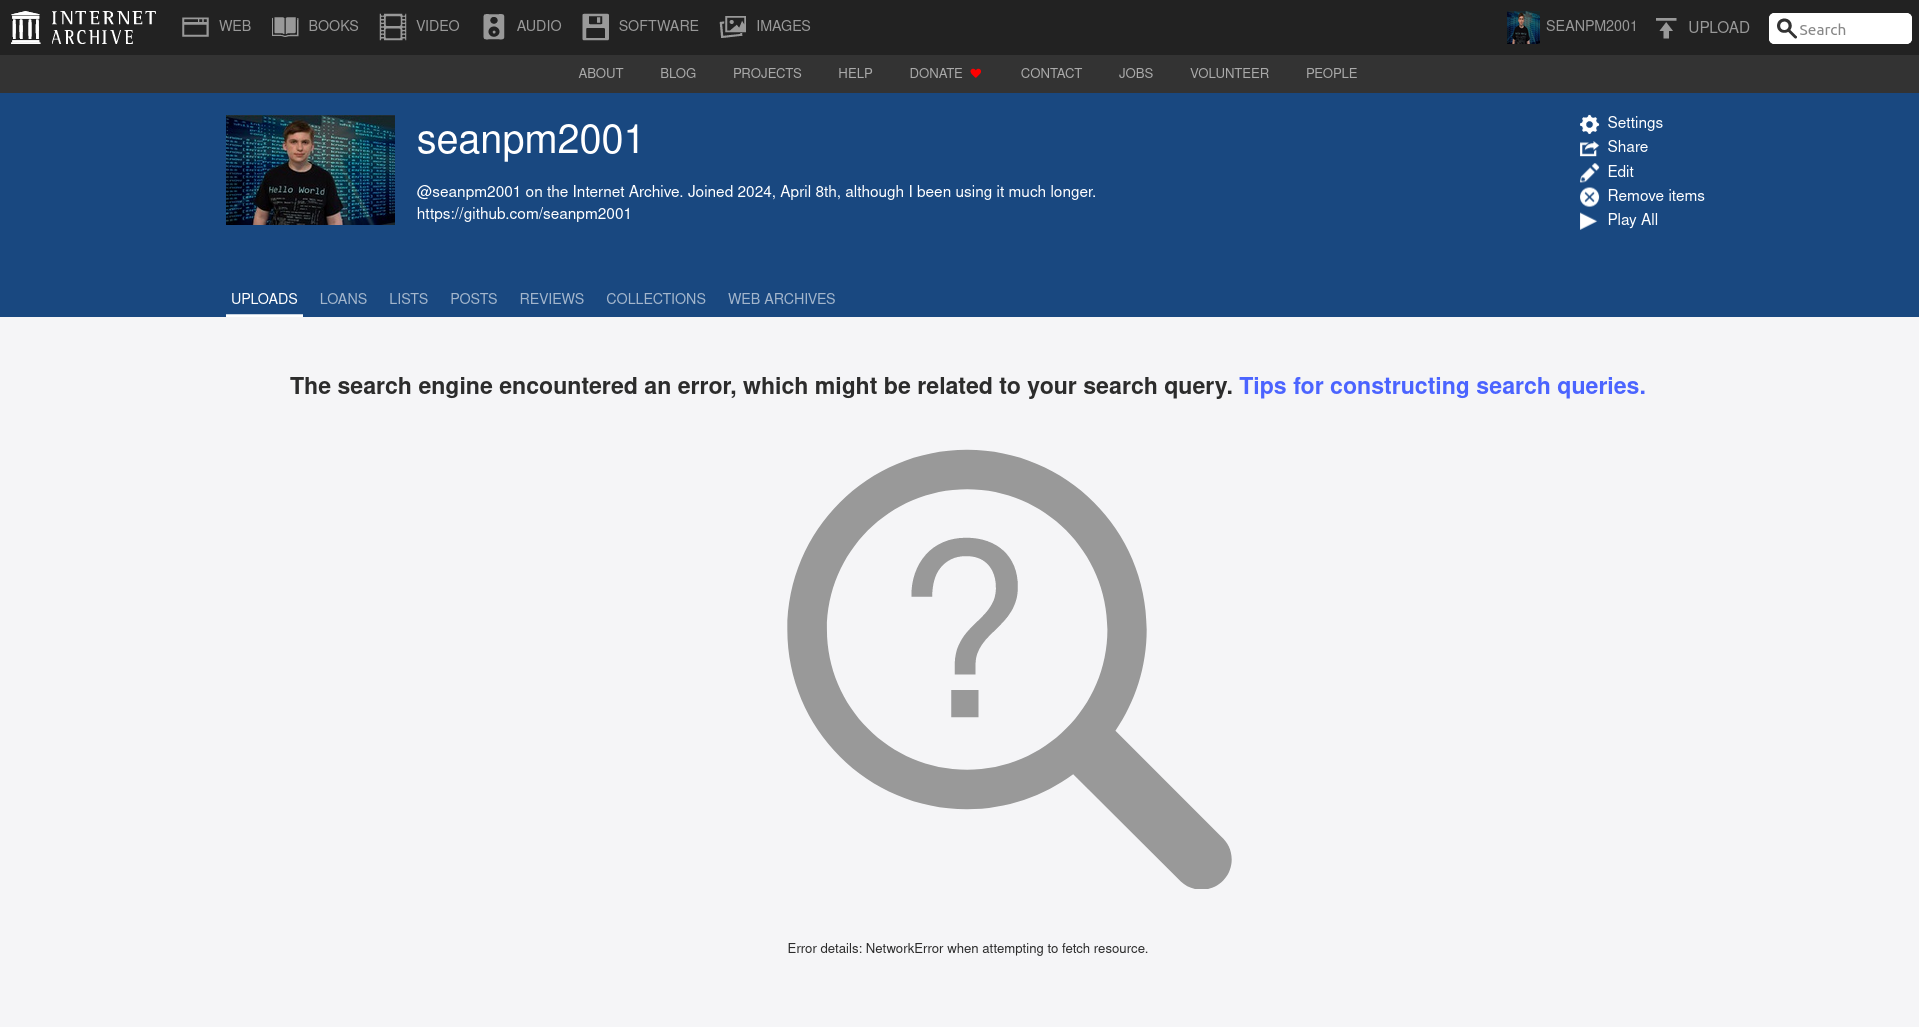 INTERNET ARCHIVE
WEB BOOKS VIDEO AUDIO SOFTWARE IMAGES
SEANPM2001 UPLOAD Search
ABOUT BLOG PROJECTS HELP DONATE CONTACT JOBS VOLUNTEER PEOPLE
Hello World
seanpm2001
@seanpm2001 on the Internet Archive. Joined 2024, April 8th, although I been using it much longer.
https://github.com/seanpm2001
Settings
Share
Edit
Remove items
Play All
UPLOADS LOANS LISTS POSTS REVIEWS COLLECTIONS WEB ARCHIVES
The search engine encountered an error, which might be related to your search query. Tips for constructing search queries.
?
Error details: NetworkError when attempting to fetch resource.